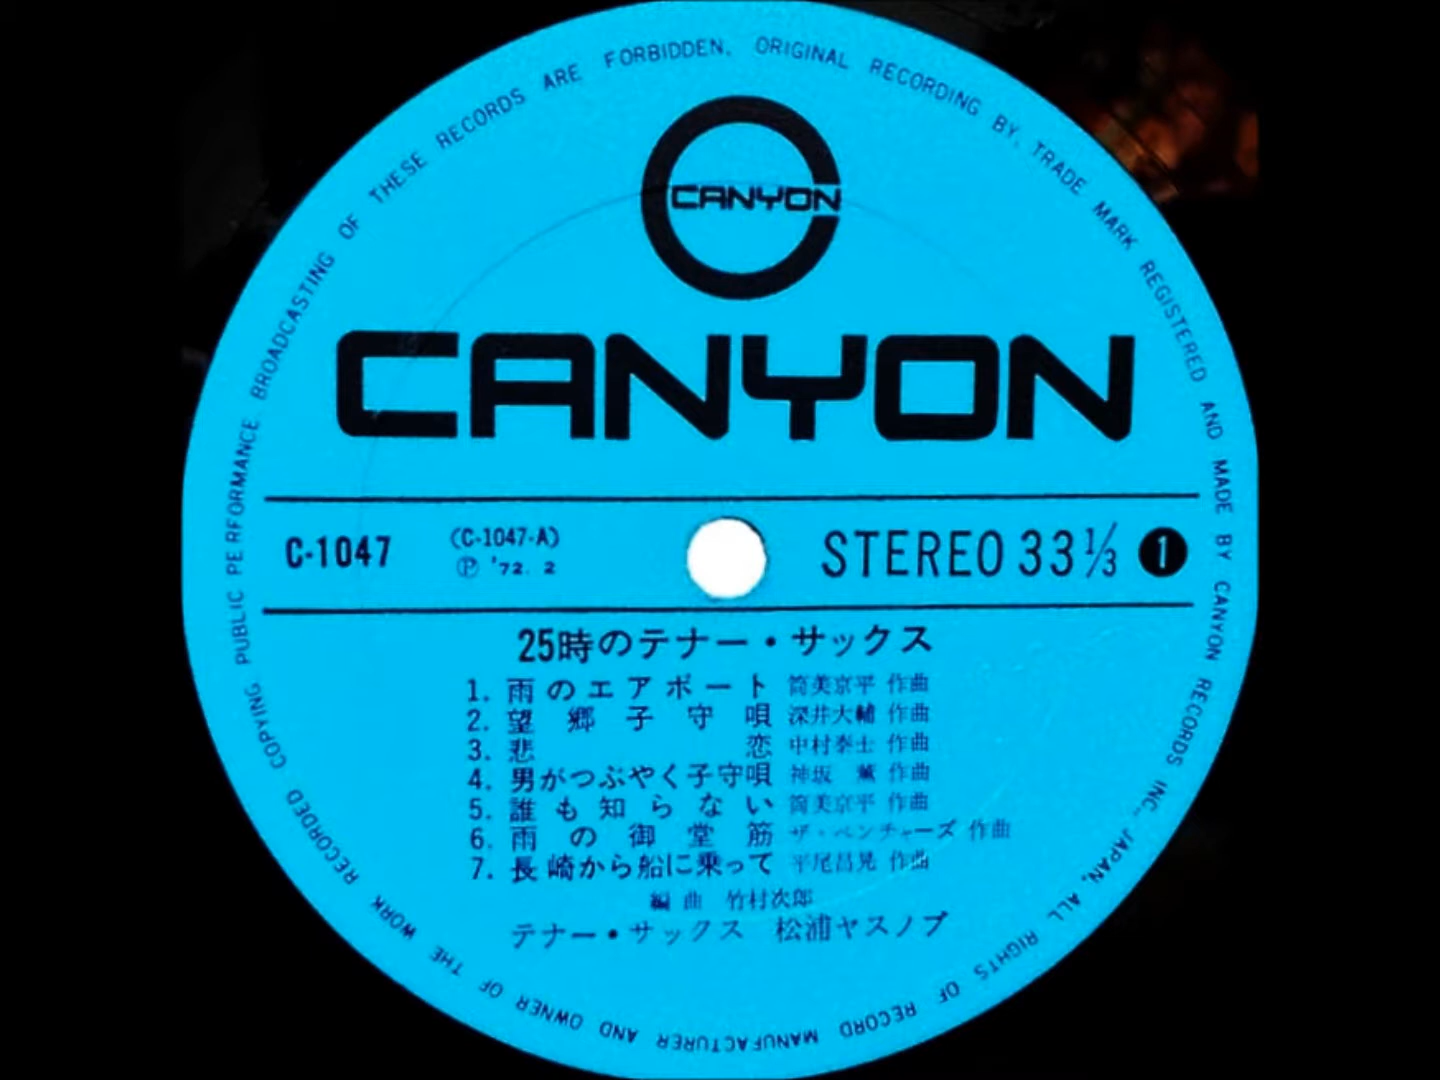 ORIGINAL RECORDING BY, TRADE MARK REGISTERED AND MADE BY CANYON RECORDS INC., JAPAN, ALL RIGHTS OF RECORD MANUFACTURER AND OWNER OF THE WORK RECORDED COPYING PUBLIC PERFORMANCE BROADCASTING OF THESE RECORDS ARE FORBIDDEN.
CANYON
CANYON
C-1047 (C-1047-A) STEREO 33 1/3 1
Ⓟ '72. 2
25時のテナー・サックス
1. 雨のエアポート 筒美京平 作曲
2. 望郷子守唄 深井大輔 作曲
3. 悲恋 中村泰士 作曲
4. 男がつぶやく子守唄 神坂 薫 作曲
5. 誰も知らない 筒美京平 作曲
6. 雨の御堂筋 ザ・ベンチャーズ 作曲
7. 長崎から船に乗って 平尾昌晃 作曲
編曲 竹村次郎
テナー・サックス 松浦ヤスノブ